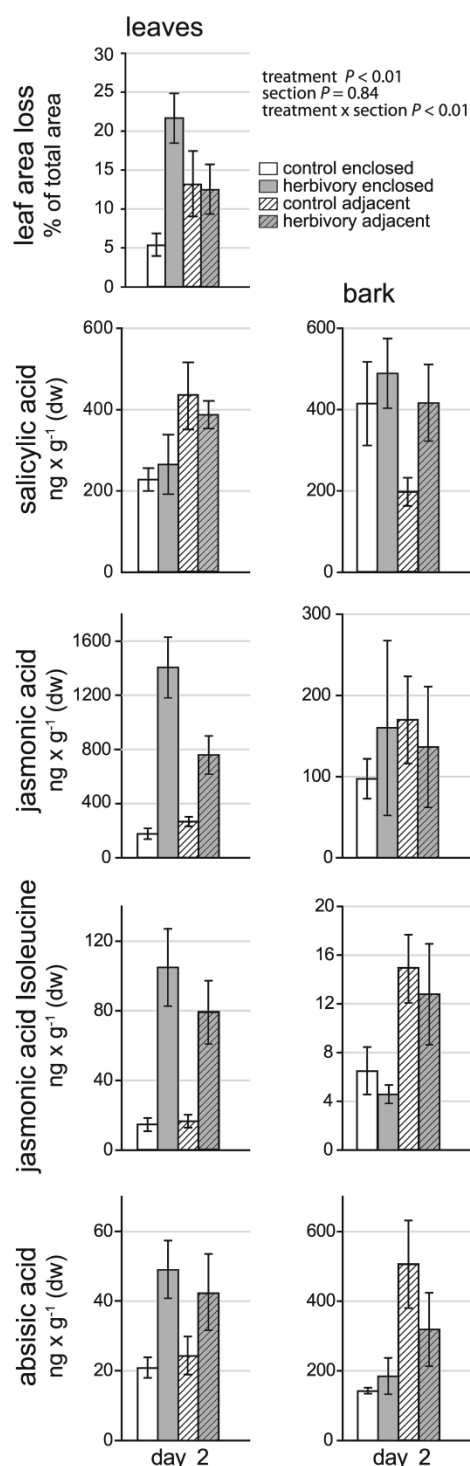 leaves
leaf area loss
% of total area
30
25
20
15
10
5
0
treatment P < 0.01
section P = 0.84
treatment x section P < 0.01
control enclosed
herbivory enclosed
control adjacent
herbivory adjacent
bark
salicylic acid
ng x g⁻¹ (dw)
600
400
200
0
600
400
200
0
jasmonic acid
ng x g⁻¹ (dw)
1600
1200
800
400
0
300
200
100
0
jasmonic acid Isoleucine
ng x g⁻¹ (dw)
120
80
40
0
20
16
12
8
4
0
absisic acid
ng x g⁻¹ (dw)
60
40
20
0
600
400
200
0
day 2
day 2